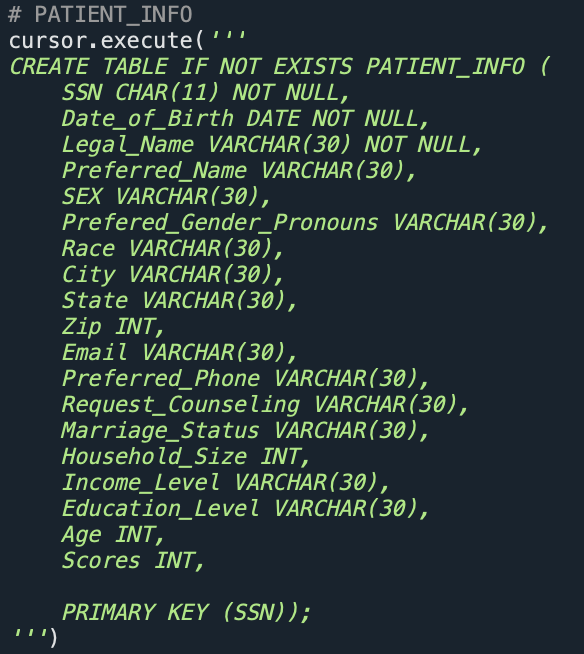 # PATIENT_INFO
cursor.execute('''
CREATE TABLE IF NOT EXISTS PATIENT_INFO (
    SSN CHAR(11) NOT NULL,
    Date_of_Birth DATE NOT NULL,
    Legal_Name VARCHAR(30) NOT NULL,
    Preferred_Name VARCHAR(30),
    SEX VARCHAR(30),
    Prefered_Gender_Pronouns VARCHAR(30),
    Race VARCHAR(30),
    City VARCHAR(30),
    State VARCHAR(30),
    Zip INT,
    Email VARCHAR(30),
    Preferred_Phone VARCHAR(30),
    Request_Counseling VARCHAR(30),
    Marriage_Status VARCHAR(30),
    Household_Size INT,
    Income_Level VARCHAR(30),
    Education_Level VARCHAR(30),
    Age INT,
    Scores INT,

    PRIMARY KEY (SSN));
''')